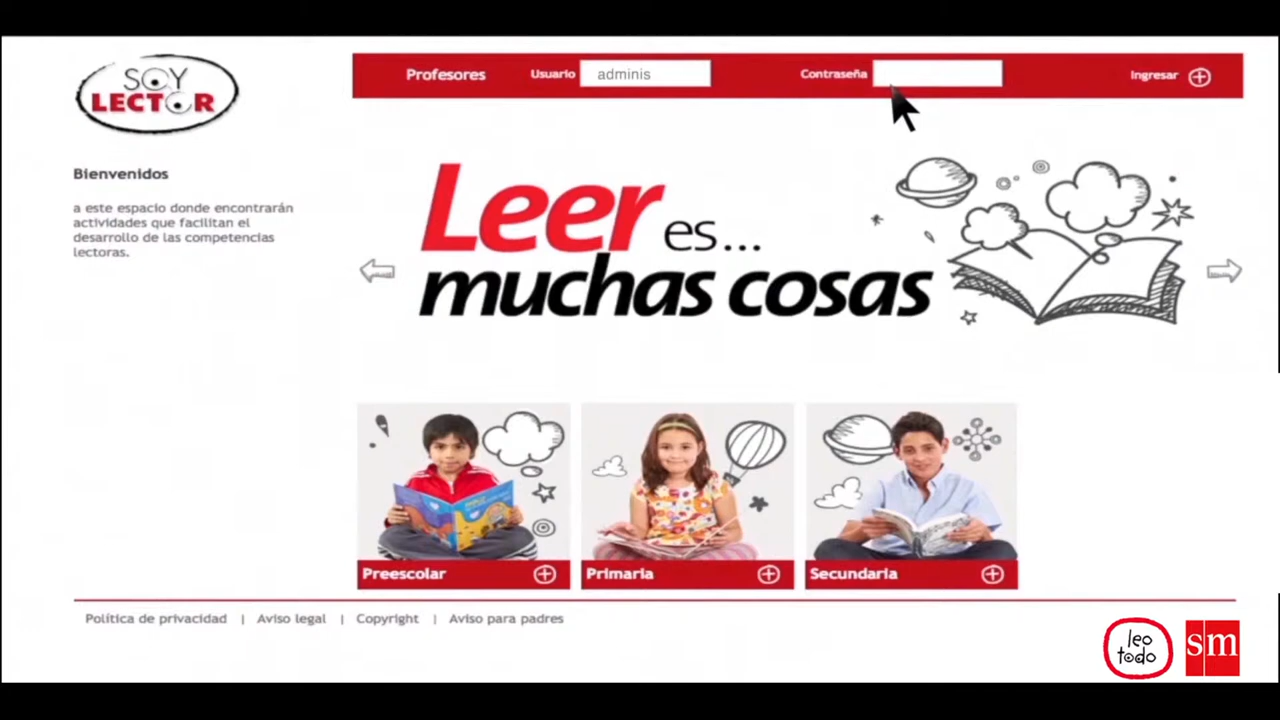 SOY
LECTOR
Profesores Usuario adminis Contraseña Ingresar
Bienvenidos
a este espacio donde encontrarán
actividades que facilitan el
desarrollo de las competencias
lectoras.
Leer es...
muchas cosas
Preescolar Primaria Secundaria
Política de privacidad | Aviso legal | Copyright | Aviso para padres
leo
todo
sm